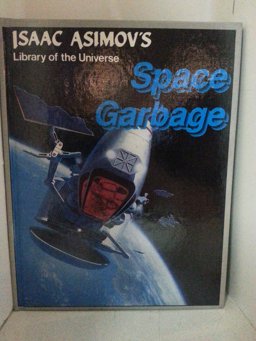 ISAAC ASIMOV'S
Library of the Universe
Space
Garbage